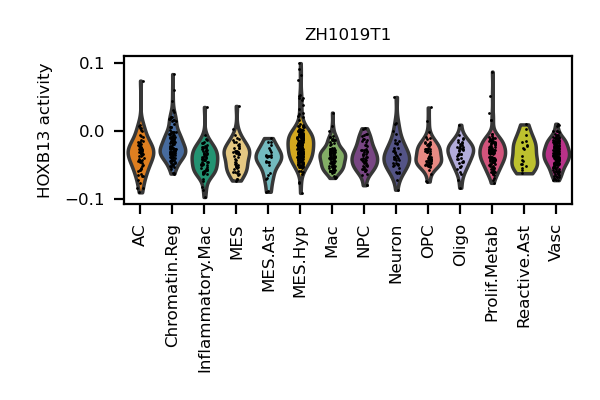 ZH1019T1
HOXB13 activity
0.1
0.0
−0.1
AC
Chromatin.Reg
Inflammatory.Mac
MES
MES.Ast
MES.Hyp
Mac
NPC
Neuron
OPC
Oligo
Prolif.Metab
Reactive.Ast
Vasc